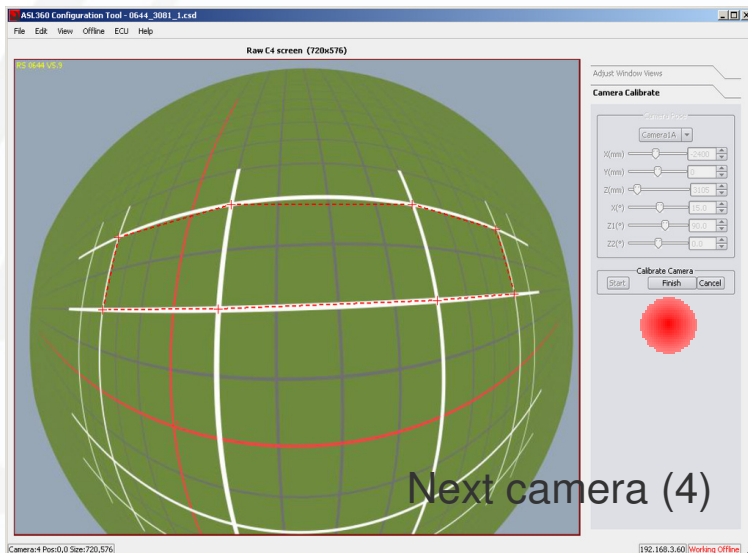 ASL360 Configuration Tool - 0644_3081_1.csd
File Edit View Offline ECU Help
Raw C4 screen (720x576)
RS 0644 V5.9
Adjust Window Views
Camera Calibrate
Camera1A
X(mm) -2400
Y(mm) 0
Z(mm) 3105
X(°) 15.0
Z1(°) 90.0
Z2(°) 0.0
Calibrate Camera
Start Finish Cancel
Next camera (4)
Camera:4 Pos:0,0 Size:720,576
192.168.3.60 Working Offline